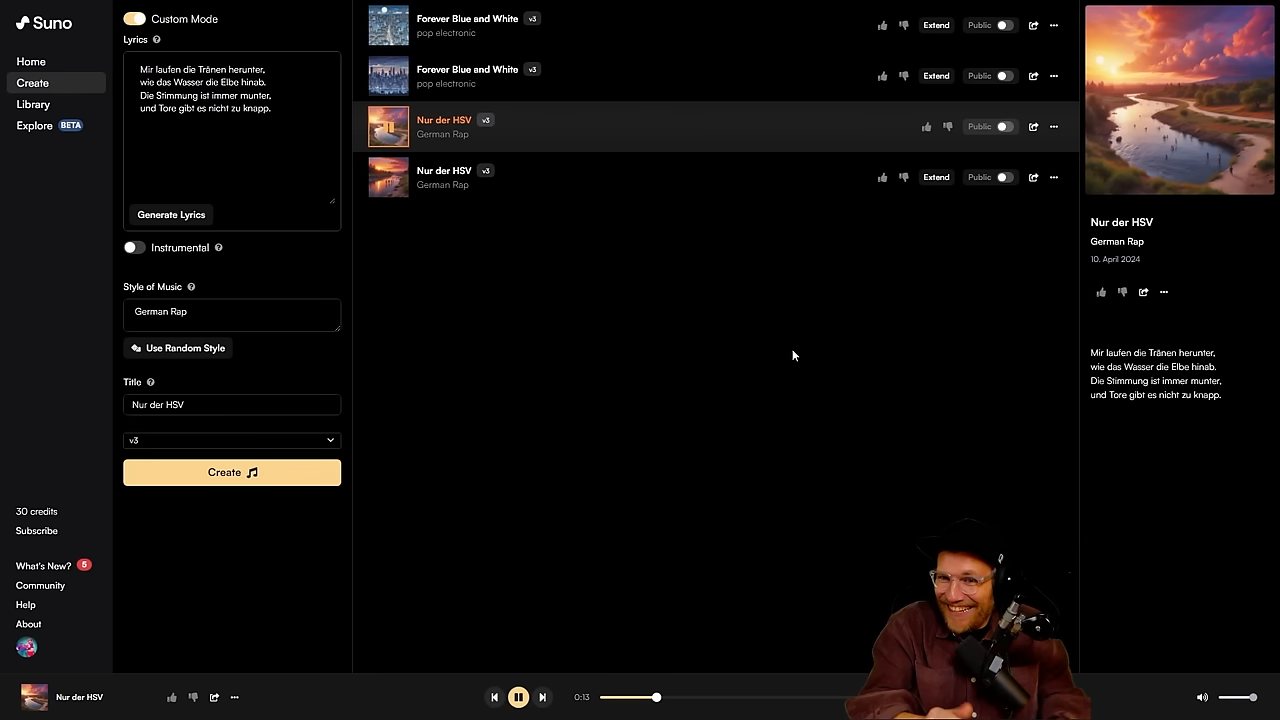 Suno
Home
Create
Library
Explore BETA
30 credits
Subscribe
What's New? 5
Community
Help
About
Custom Mode
Lyrics
Mir laufen die Tränen herunter,
wie das Wasser die Elbe hinab.
Die Stimmung ist immer munter,
und Tore gibt es nicht zu knapp.
Generate Lyrics
Instrumental
Style of Music
German Rap
Use Random Style
Title
Nur der HSV
v3
Create
Forever Blue and White v3
pop electronic
Extend Public
Forever Blue and White v3
pop electronic
Extend Public
Nur der HSV v3
German Rap
Public
Nur der HSV v3
German Rap
Extend Public
Nur der HSV
German Rap
10. April 2024
Mir laufen die Tränen herunter,
wie das Wasser die Elbe hinab.
Die Stimmung ist immer munter,
und Tore gibt es nicht zu knapp.
Nur der HSV
0:13